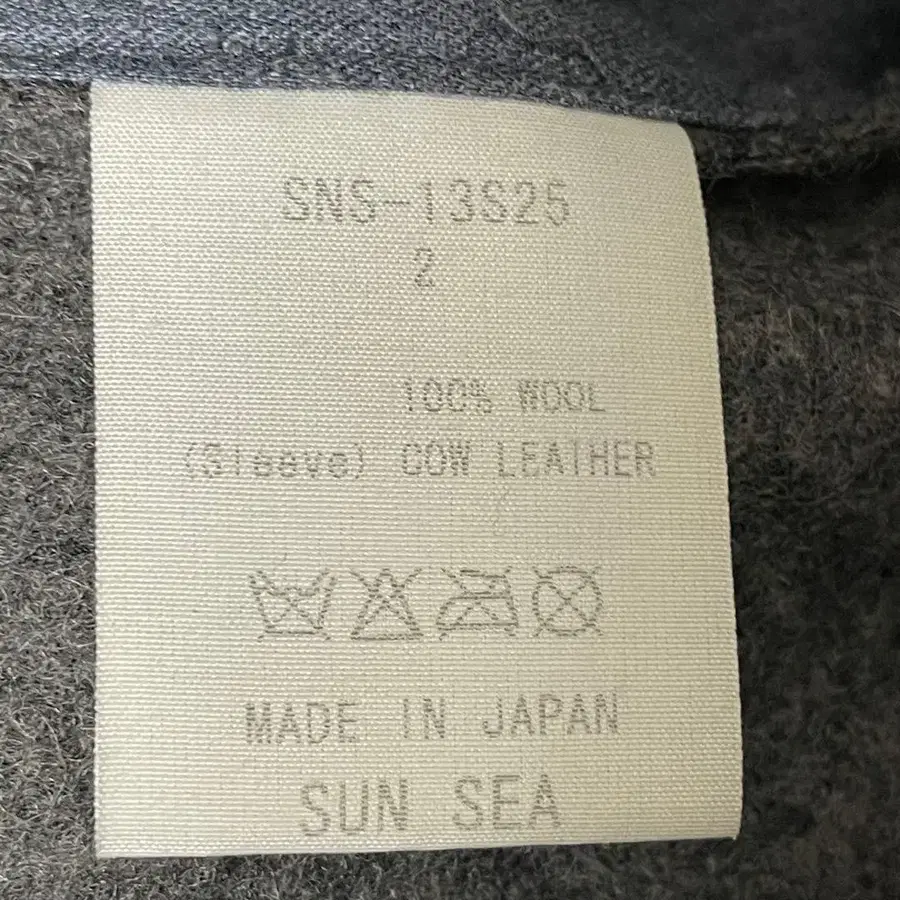 SNS-13S25
2
100% WOOL
(Sleeve) COW LEATHER
MADE IN JAPAN
SUN SEA